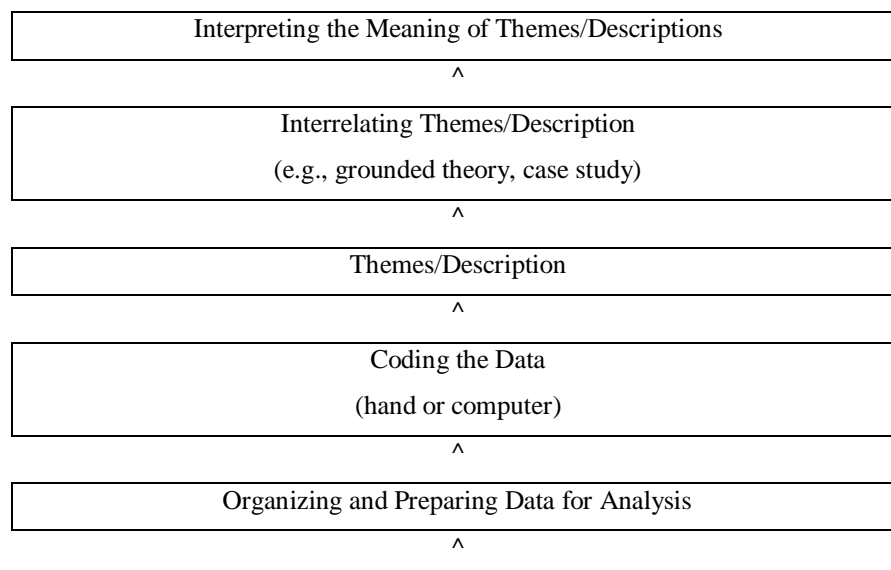 Interpreting the Meaning of Themes/Descriptions
^
Interrelating Themes/Description
(e.g., grounded theory, case study)
^
Themes/Description
^
Coding the Data
(hand or computer)
^
Organizing and Preparing Data for Analysis
^